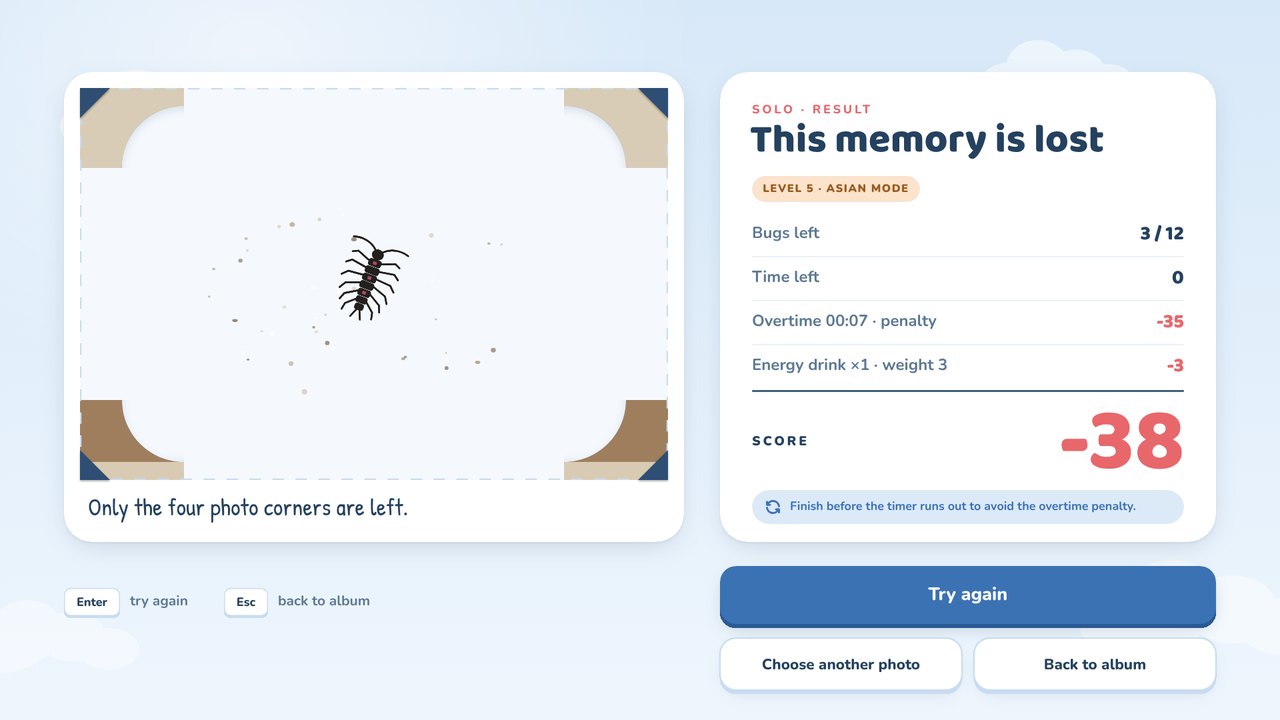 Only the four photo corners are left.
Enter try again Esc back to album
SOLO · RESULT
This memory is lost
LEVEL 5 · ASIAN MODE
Bugs left 3 / 12
Time left 0
Overtime 00:07 · penalty -35
Energy drink ×1 · weight 3 -3
SCORE -38
Finish before the timer runs out to avoid the overtime penalty.
Try again
Choose another photo Back to album